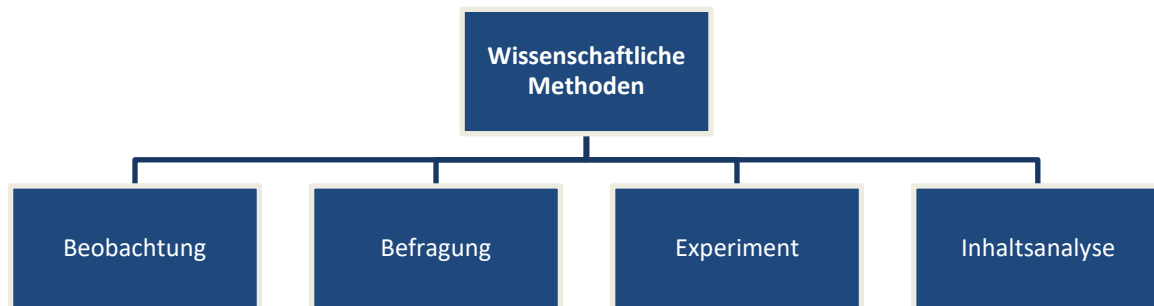 Wissenschaftliche
Methoden
Beobachtung
Befragung
Experiment
Inhaltsanalyse